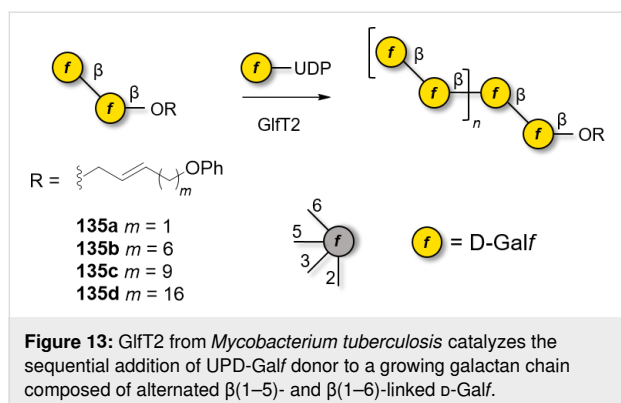 f β
f β OR
f UDP
GlfT2
f β
f β n f β
f β OR
R = OPh m
135a m = 1
135b m = 6
135c m = 9
135d m = 16
6
5 f
3
2
f = D-Galf
Figure 13: GlfT2 from Mycobacterium tuberculosis catalyzes the
sequential addition of UPD-Galf donor to a growing galactan chain
composed of alternated β(1–5)- and β(1–6)-linked D-Galf.